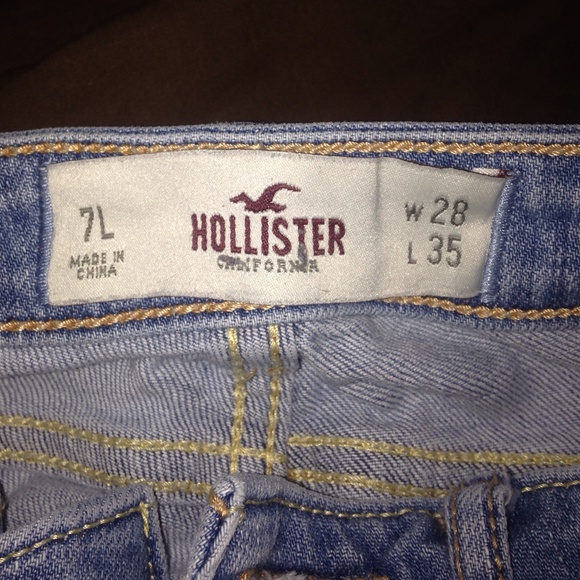 7L
MADE IN
CHINA
HOLLISTER
CALIFORNIA
W 28
L 35